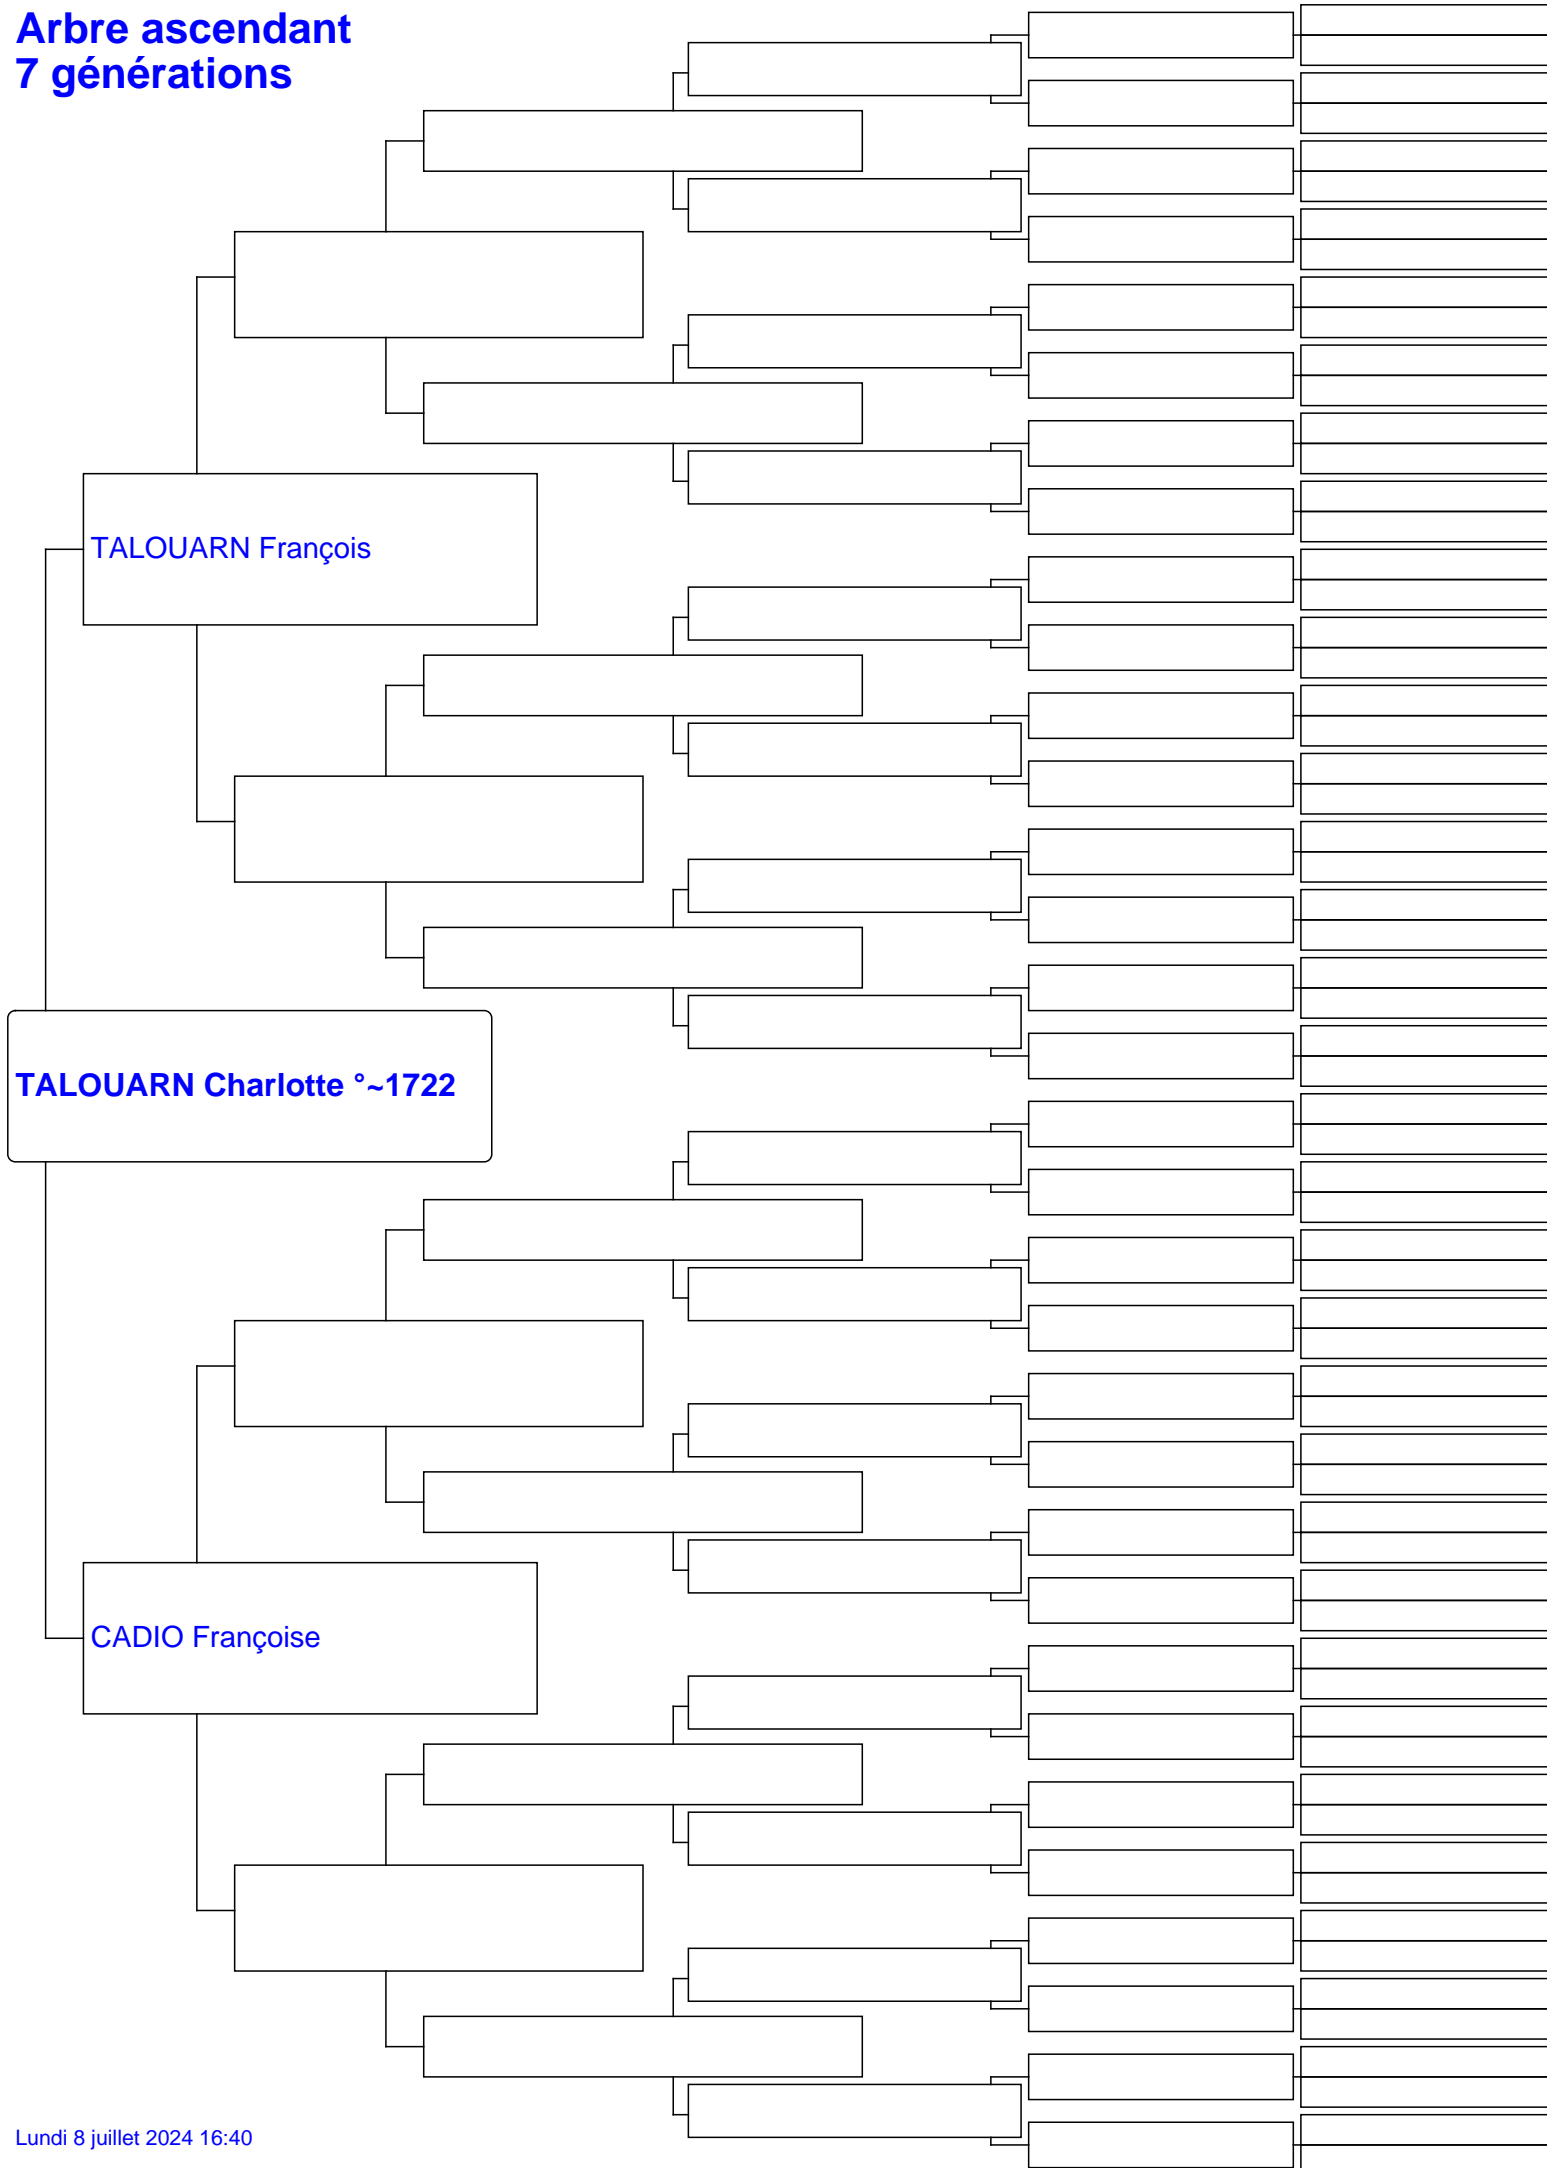 Arbre ascendant
7 générations
TALOUARN François
TALOUARN Charlotte °~1722
CADIO Françoise
Lundi 8 juillet 2024 16:40